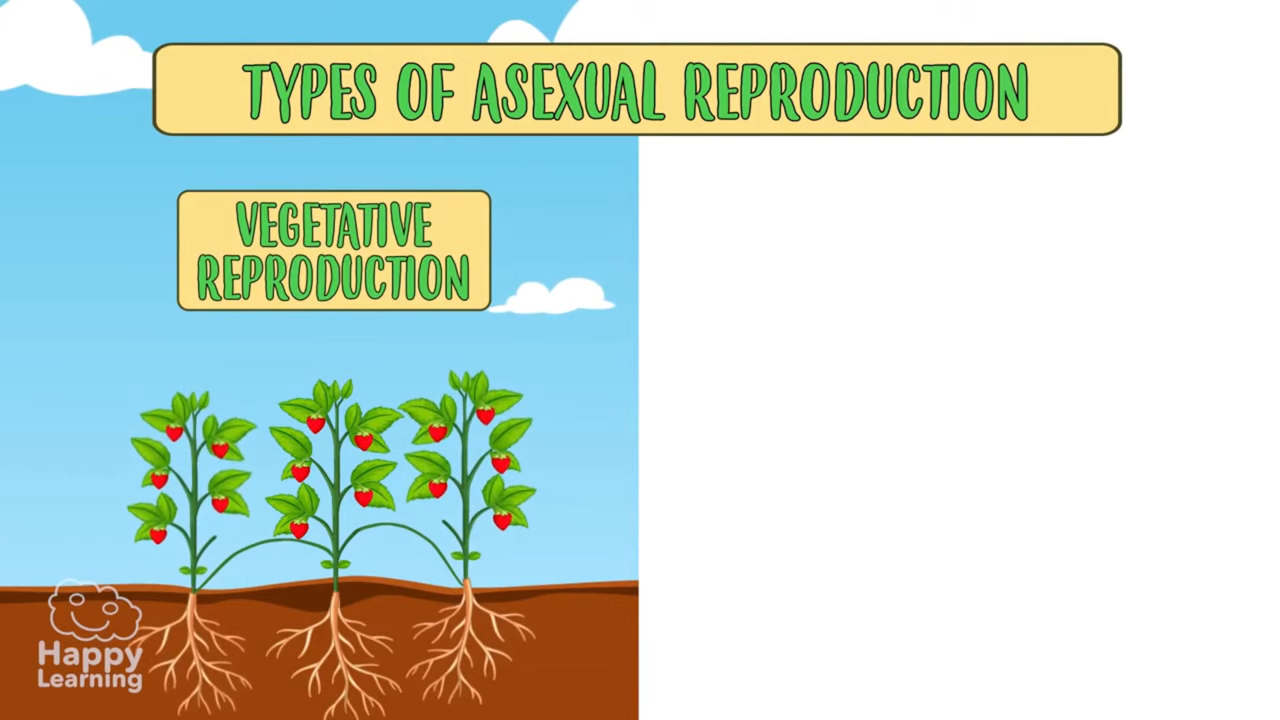 TYPES OF ASEXUAL REPRODUCTION
VEGETATIVE
REPRODUCTION
Happy
Learning